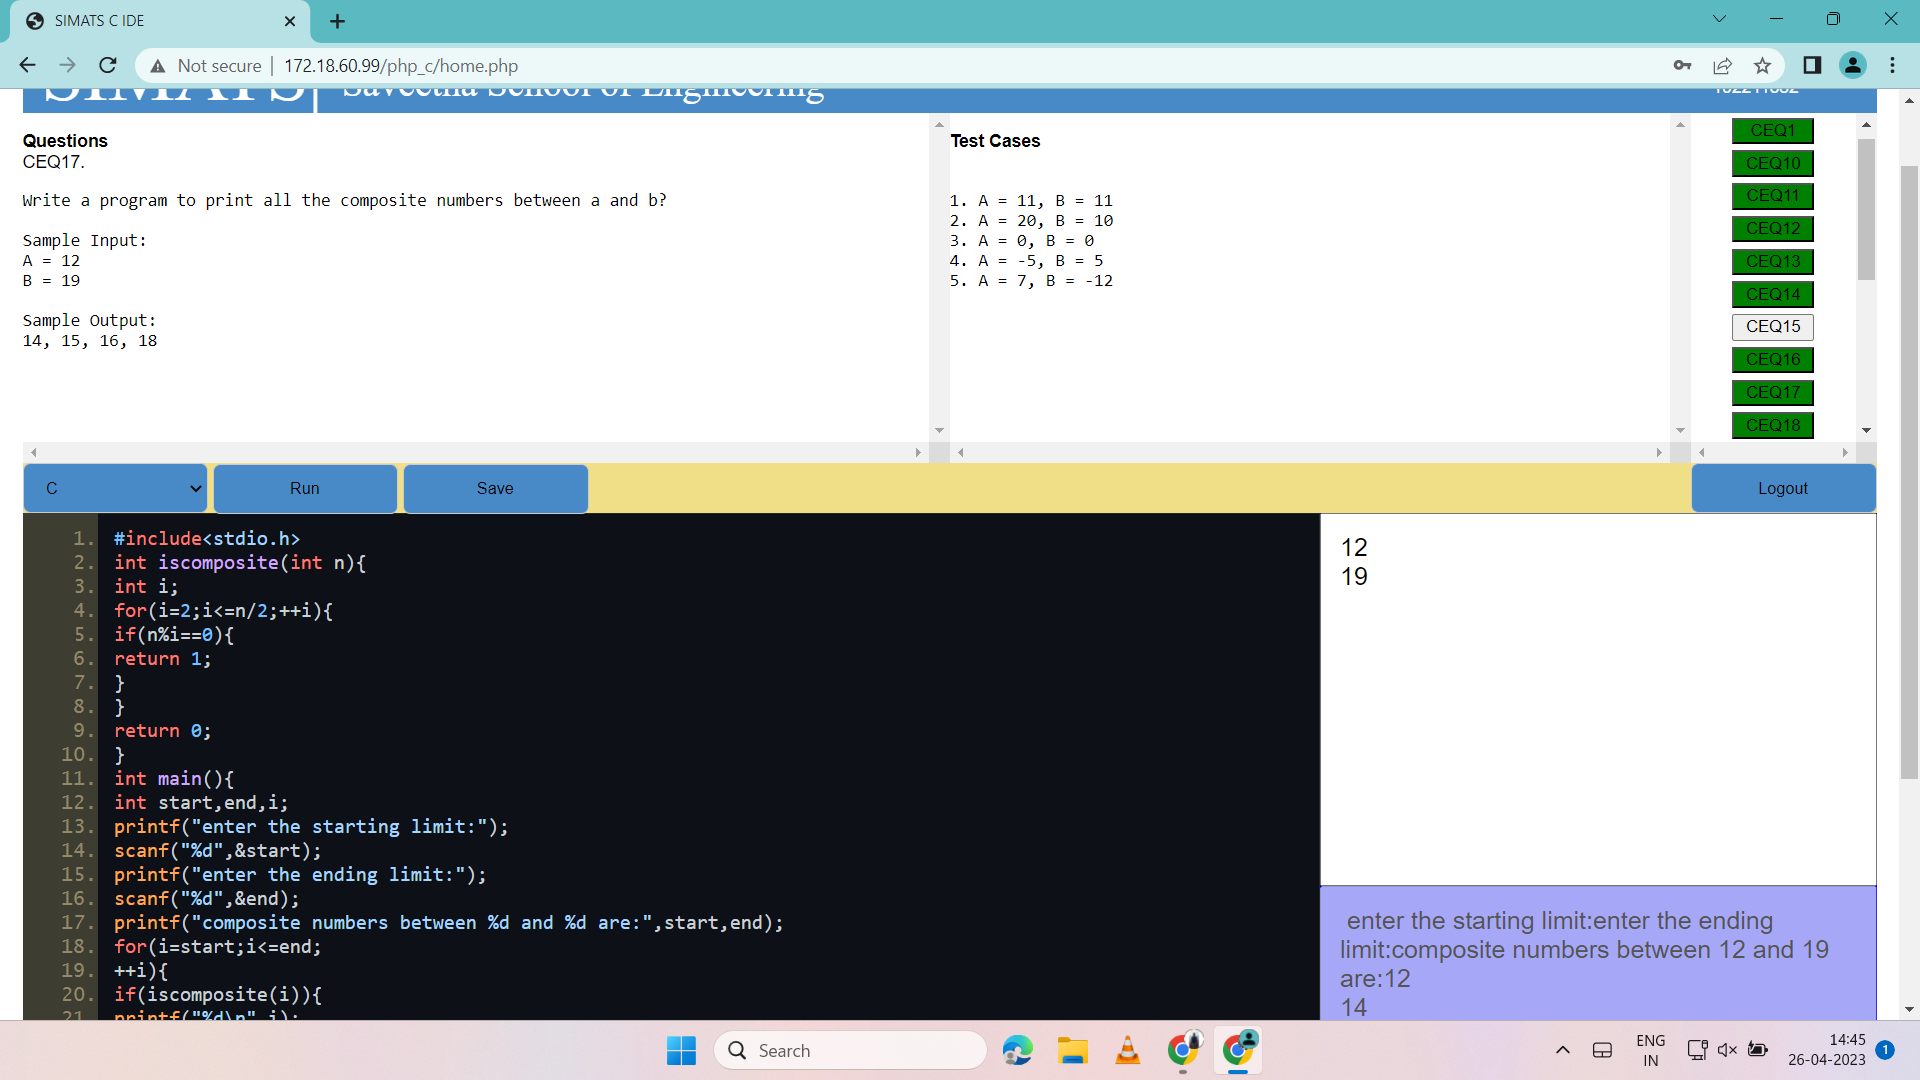 SIMATS C IDE
Not secure | 172.18.60.99/php_c/home.php
SIMATS Saveetha School of Engineering
Questions
CEQ17.
Write a program to print all the composite numbers between a and b?
Sample Input:
A = 12
B = 19
Sample Output:
14, 15, 16, 18
Test Cases
1. A = 11, B = 11
2. A = 20, B = 10
3. A = 0, B = 0
4. A = -5, B = 5
5. A = 7, B = -12
CEQ1
CEQ10
CEQ11
CEQ12
CEQ13
CEQ14
CEQ15
CEQ16
CEQ17
CEQ18
C Run Save Logout
1. #include<stdio.h>
2. int iscomposite(int n){
3. int i;
4. for(i=2;i<=n/2;++i){
5. if(n%i==0){
6. return 1;
7. }
8. }
9. return 0;
10. }
11. int main(){
12. int start,end,i;
13. printf("enter the starting limit:");
14. scanf("%d",&start);
15. printf("enter the ending limit:");
16. scanf("%d",&end);
17. printf("composite numbers between %d and %d are:",start,end);
18. for(i=start;i<=end;
19. ++i){
20. if(iscomposite(i)){
21. printf("%d\n",i);
12
19
enter the starting limit:enter the ending
limit:composite numbers between 12 and 19
are:12
14
Search
ENG
IN
14:45
26-04-2023
1